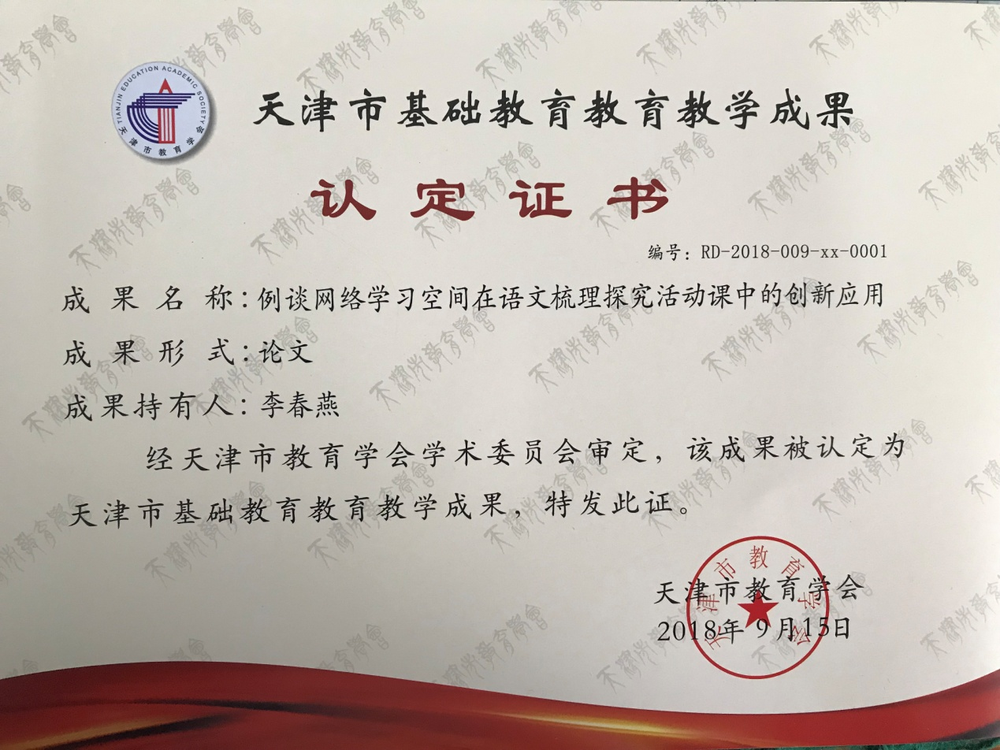 TIANJIN EDUCATION ACADEMIC SOCIETY
天津市教育学会
天津市基础教育教育教学成果
认定证书
编号：RD-2018-009-xx-0001
成果名称：例谈网络学习空间在语文梳理探究活动课中的创新应用
成果形式：论文
成果持有人：李春燕
经天津市教育学会学术委员会审定，该成果被认定为
天津市基础教育教育教学成果，特发此证。
天津市教育学会
天津市教育学会
2018年9月15日